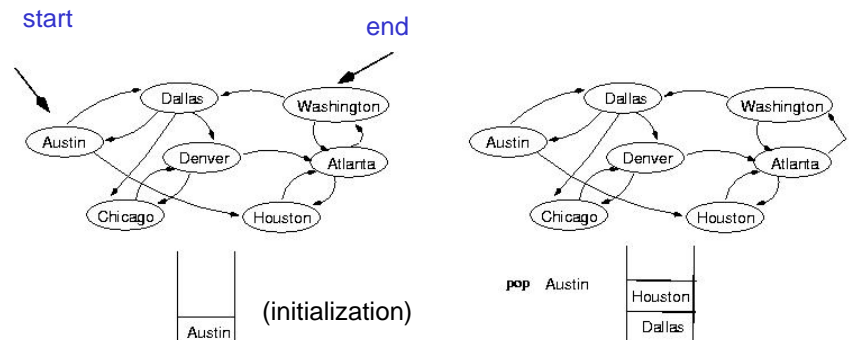 start
end
Dallas
Washington
Austin
Denver
Atlanta
Chicago
Houston
(initialization)
Austin
Dallas
Washington
Austin
Denver
Atlanta
Chicago
Houston
pop Austin
Houston
Dallas